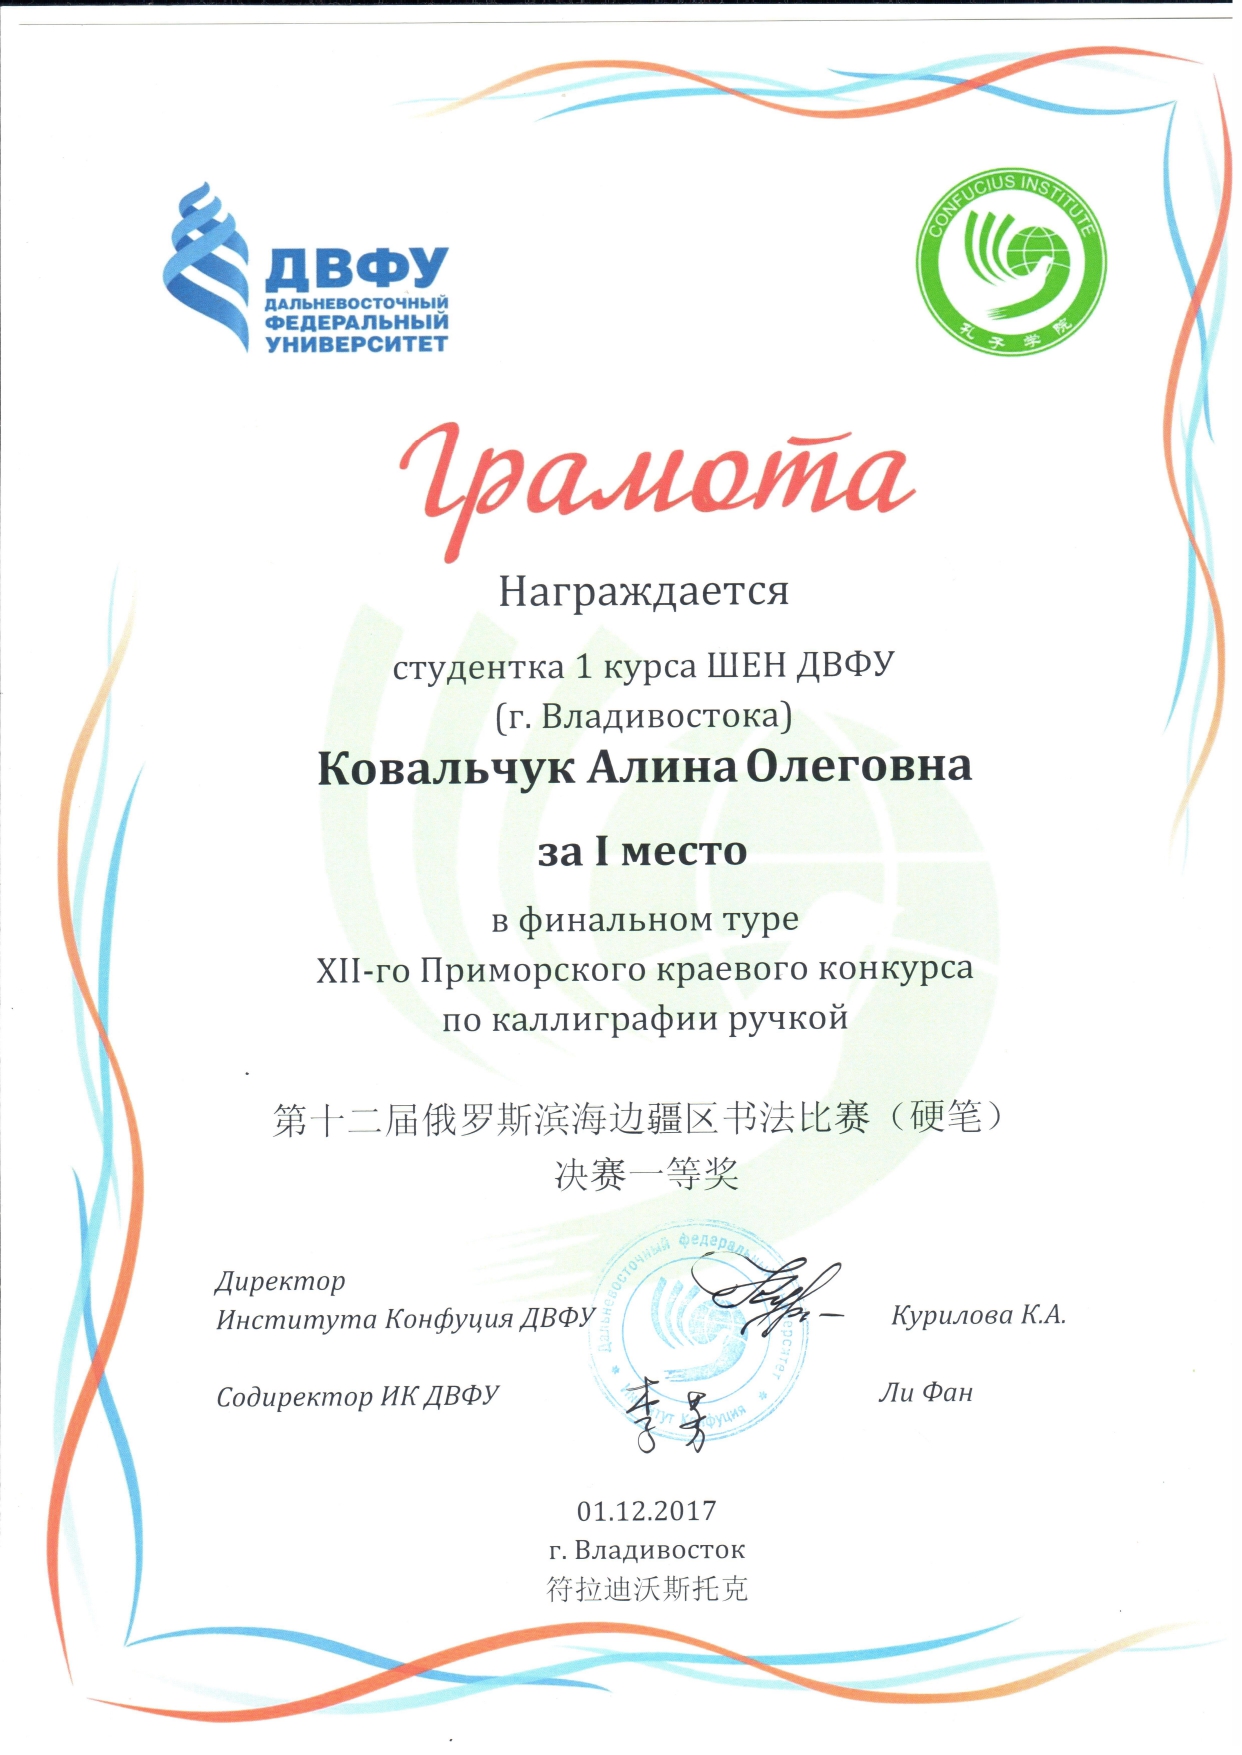 ДВФУ
ДАЛЬНЕВОСТОЧНЫЙ
ФЕДЕРАЛЬНЫЙ
УНИВЕРСИТЕТ
CONFUCIUS INSTITUTE
孔子学院
Грамота
Награждается
студентка 1 курса ШЕН ДВФУ
(г. Владивостока)
Ковальчук Алина Олеговна
за I место
в финальном туре
XII-го Приморского краевого конкурса
по каллиграфии ручкой
第十二届俄罗斯滨海边疆区书法比赛（硬笔）
决赛一等奖
Директор
Института Конфуция ДВФУ
Курилова К.А.
Дальневосточный федеральный университет
Институт Конфуция
Содиректор ИК ДВФУ
李芳
Ли Фан
01.12.2017
г. Владивосток
符拉迪沃斯托克